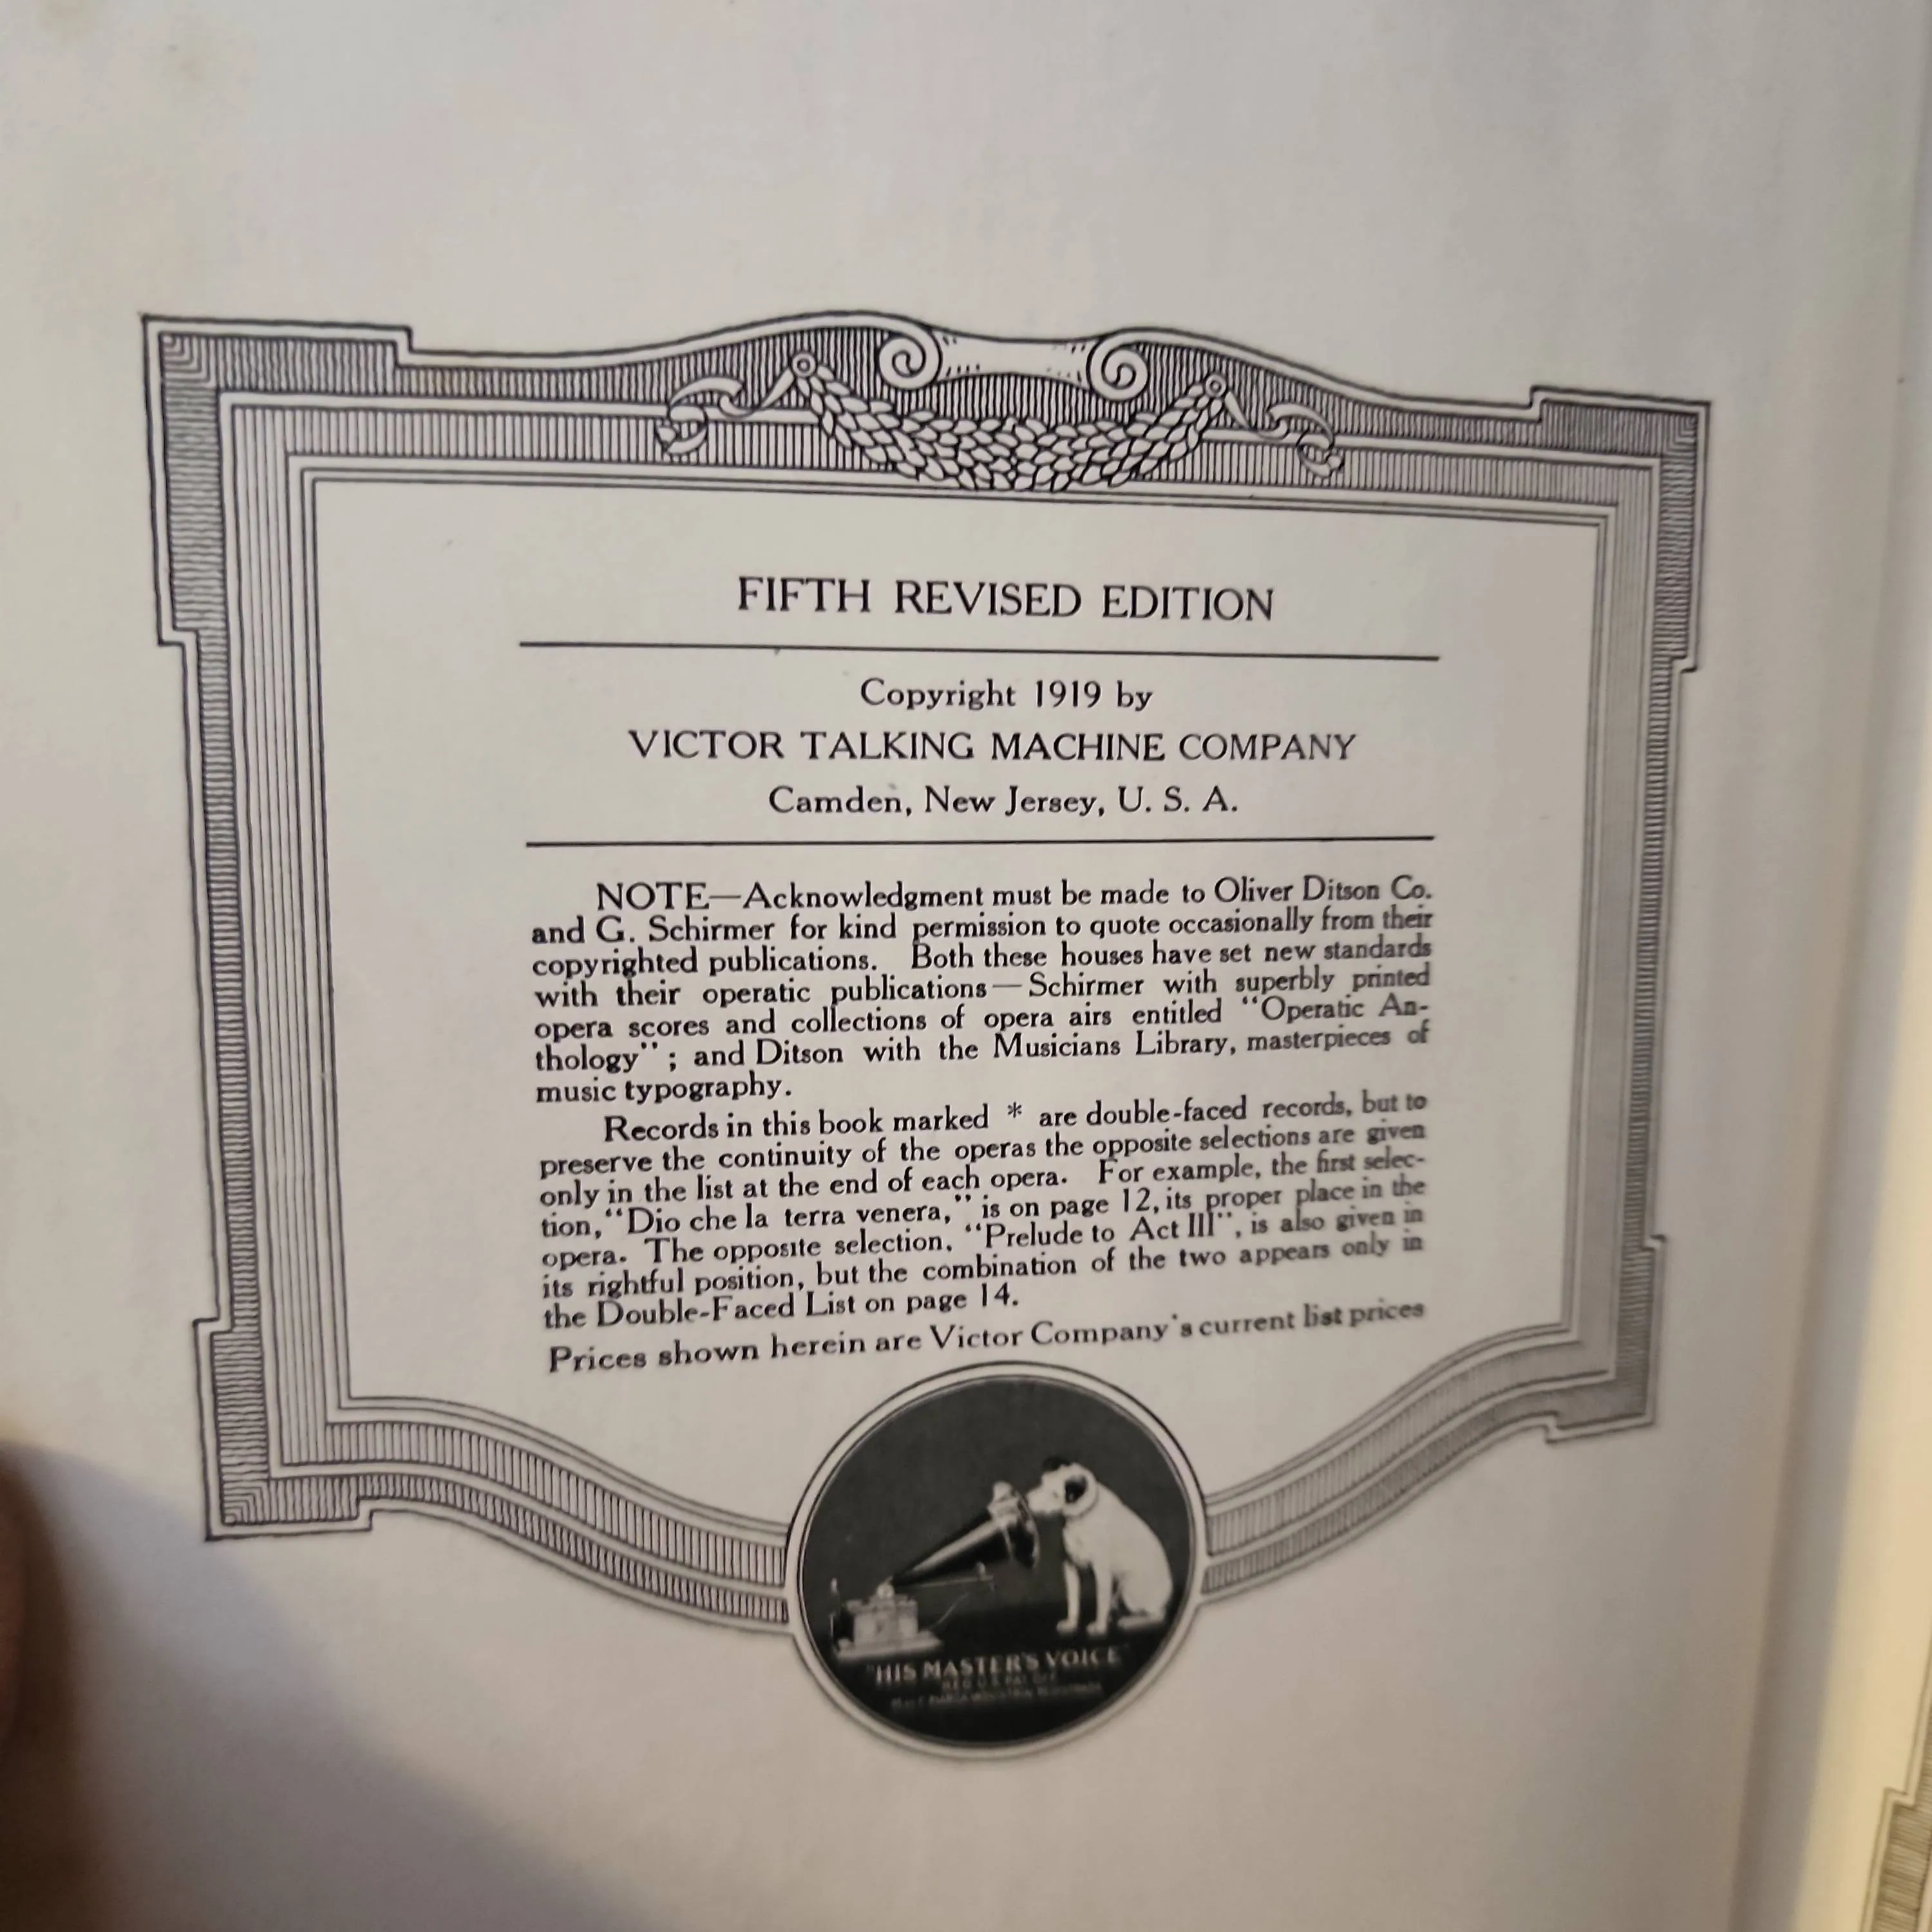 FIFTH REVISED EDITION
Copyright 1919 by
VICTOR TALKING MACHINE COMPANY
Camden, New Jersey, U. S. A.
NOTE—Acknowledgment must be made to Oliver Ditson Co.
and G. Schirmer for kind permission to quote occasionally from their
copyrighted publications. Both these houses have set new standards
with their operatic publications—Schirmer with superbly printed
opera scores and collections of opera airs entitled "Operatic An-
thology"; and Ditson with the Musicians Library, masterpieces of
music typography.
Records in this book marked * are double-faced records, but to
preserve the continuity of the operas the opposite selections are given
only in the list at the end of each opera. For example, the first selec-
tion, "Dio che la terra venera," is on page 12, its proper place in the
opera. The opposite selection, "Prelude to Act III", is also given in
its rightful position, but the combination of the two appears only in
the Double-Faced List on page 14.
Prices shown herein are Victor Company's current list prices
"HIS MASTER'S VOICE"
REG. U.S. PAT. OFF.